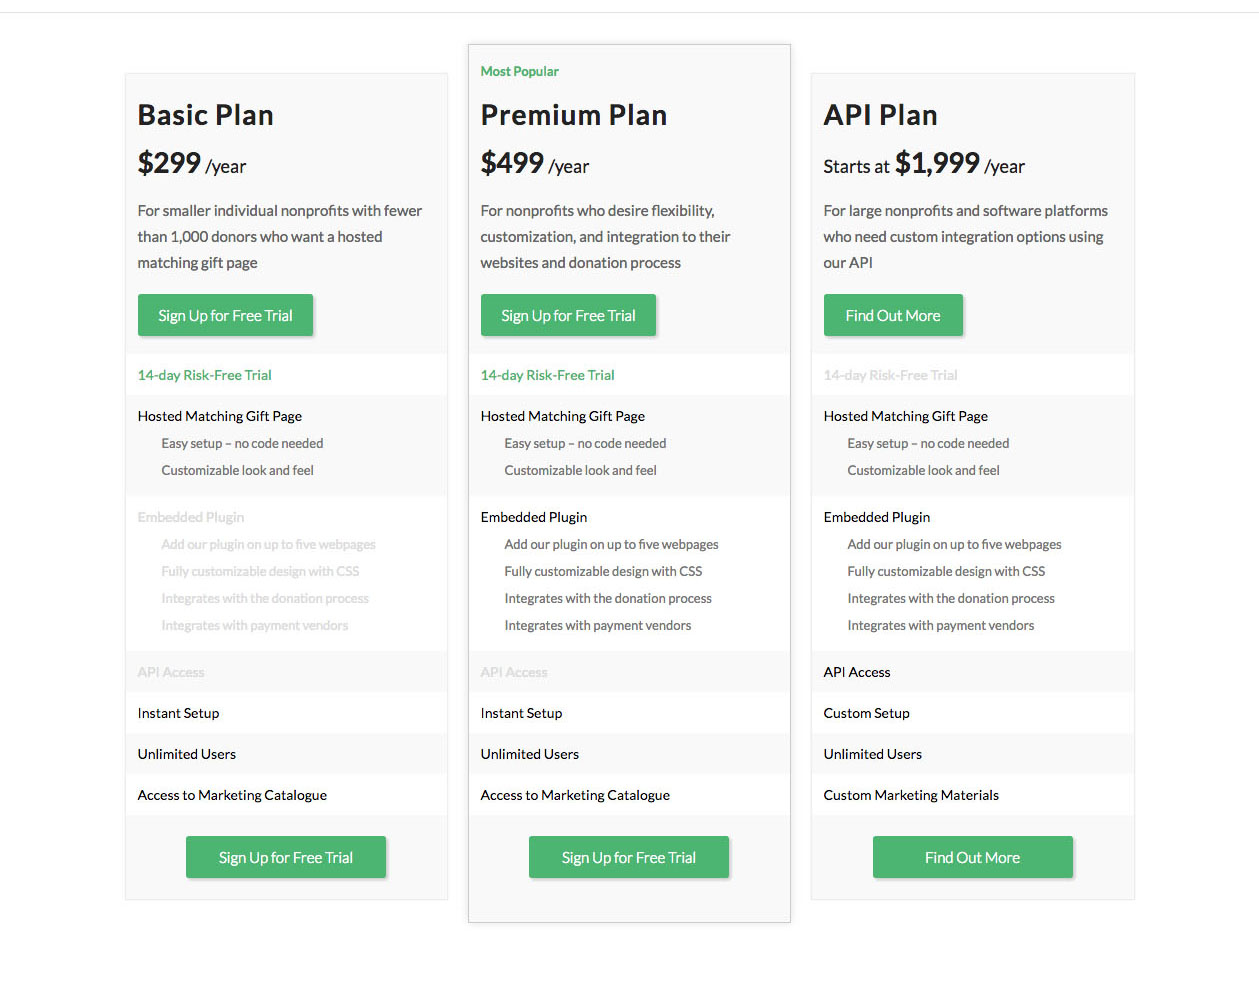 Basic Plan
$299 /year
For smaller individual nonprofits with fewer
than 1,000 donors who want a hosted
matching gift page
Sign Up for Free Trial
14-day Risk-Free Trial
Hosted Matching Gift Page
Easy setup – no code needed
Customizable look and feel
Embedded Plugin
Add our plugin on up to five webpages
Fully customizable design with CSS
Integrates with the donation process
Integrates with payment vendors
API Access
Instant Setup
Unlimited Users
Access to Marketing Catalogue
Sign Up for Free Trial
Most Popular
Premium Plan
$499 /year
For nonprofits who desire flexibility,
customization, and integration to their
websites and donation process
Sign Up for Free Trial
14-day Risk-Free Trial
Hosted Matching Gift Page
Easy setup – no code needed
Customizable look and feel
Embedded Plugin
Add our plugin on up to five webpages
Fully customizable design with CSS
Integrates with the donation process
Integrates with payment vendors
API Access
Instant Setup
Unlimited Users
Access to Marketing Catalogue
Sign Up for Free Trial
API Plan
Starts at $1,999 /year
For large nonprofits and software platforms
who need custom integration options using
our API
Find Out More
14-day Risk-Free Trial
Hosted Matching Gift Page
Easy setup – no code needed
Customizable look and feel
Embedded Plugin
Add our plugin on up to five webpages
Fully customizable design with CSS
Integrates with the donation process
Integrates with payment vendors
API Access
Custom Setup
Unlimited Users
Custom Marketing Materials
Find Out More